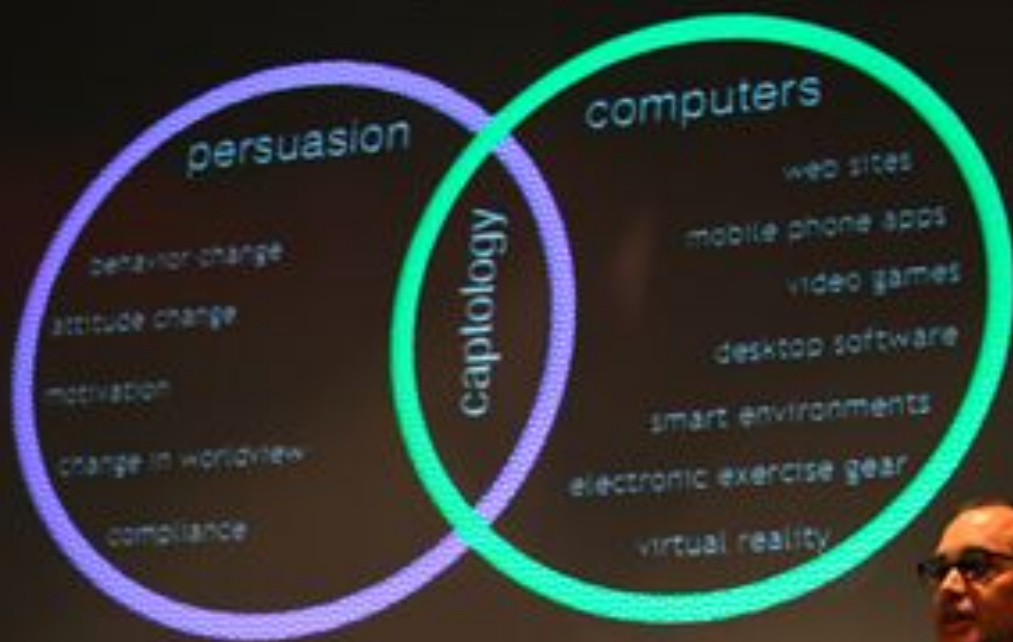 persuasion
behavior change
attitude change
motivation
change in worldview
compliance
captology
computers
web sites
mobile phone apps
video games
desktop software
smart environments
electronic exercise gear
virtual reality